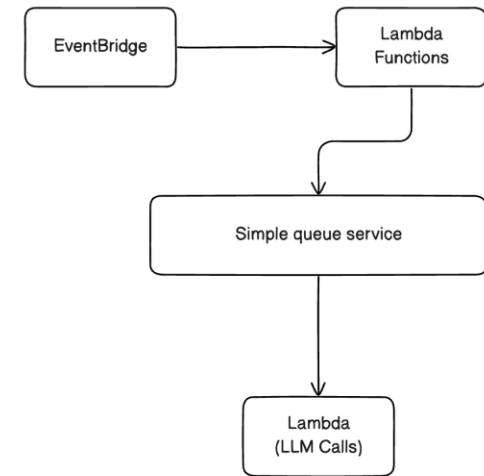 EventBridge
Lambda
Functions
Simple queue service
Lambda
(LLM Calls)